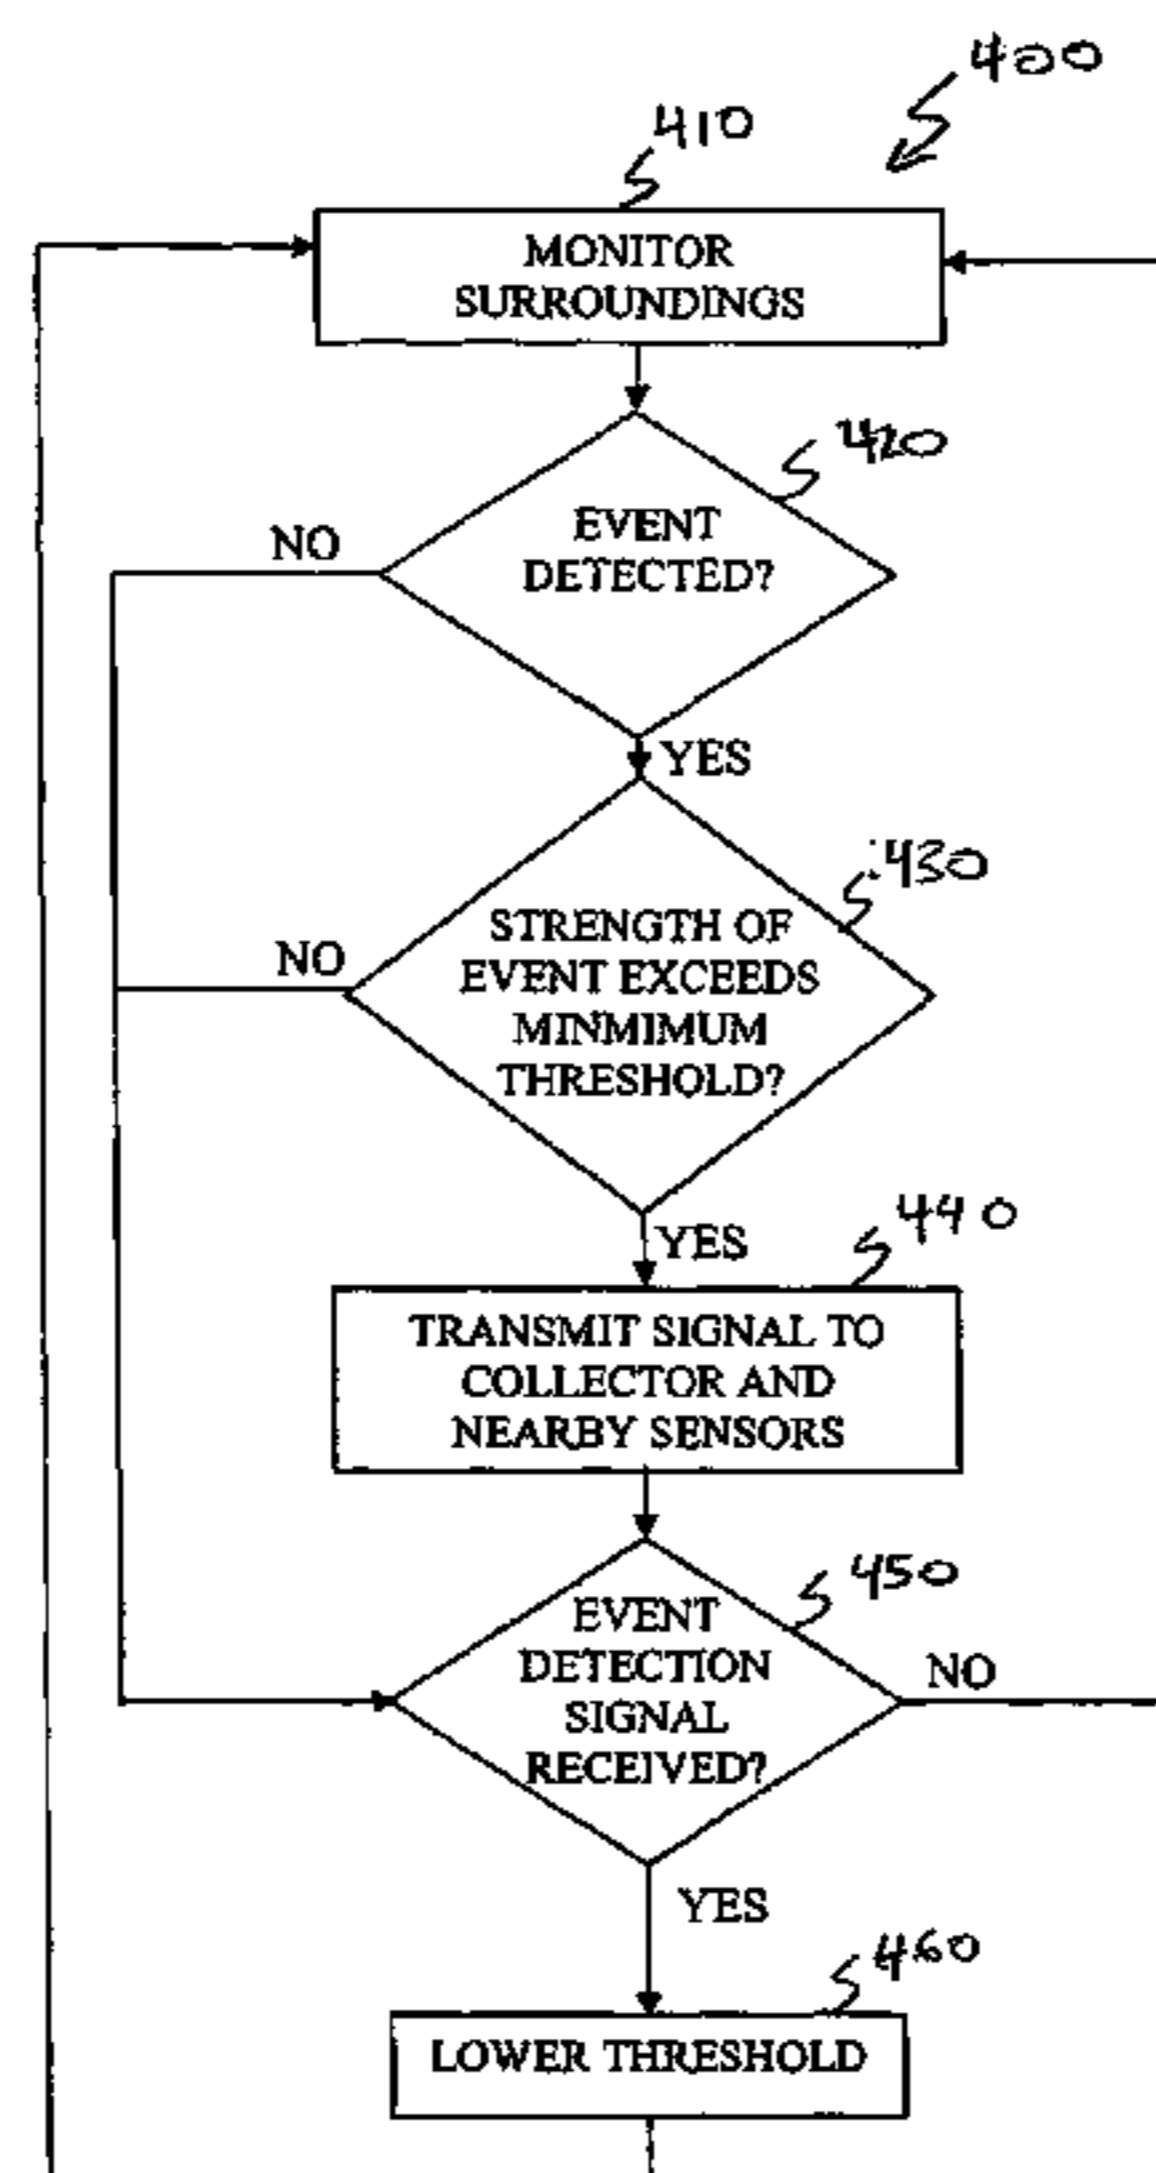 400
410
MONITOR
SURROUNDINGS
420
EVENT
DETECTED?
NO
YES
430
STRENGTH OF
EVENT EXCEEDS
MINMIMUM
THRESHOLD?
NO
YES
440
TRANSMIT SIGNAL TO
COLLECTOR AND
NEARBY SENSORS
450
EVENT
DETECTION
SIGNAL
RECEIVED?
NO
YES
460
LOWER THRESHOLD